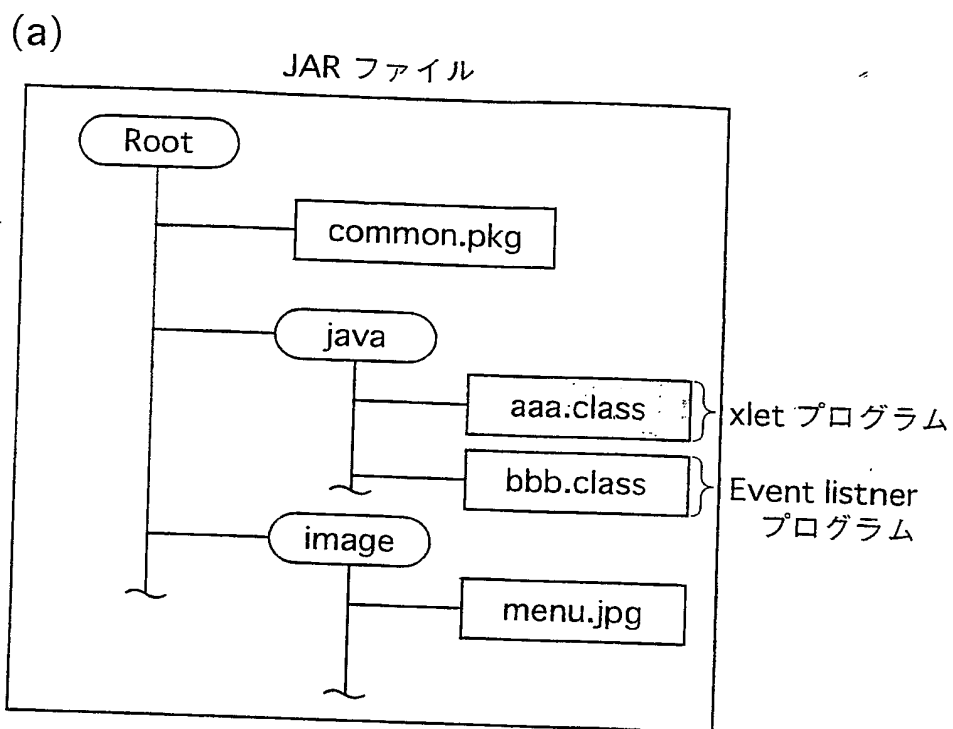 (a)
JAR ファイル
Root
common.pkg
java
aaa.class
xlet プログラム
bbb.class
Event listner
プログラム
image
menu.jpg